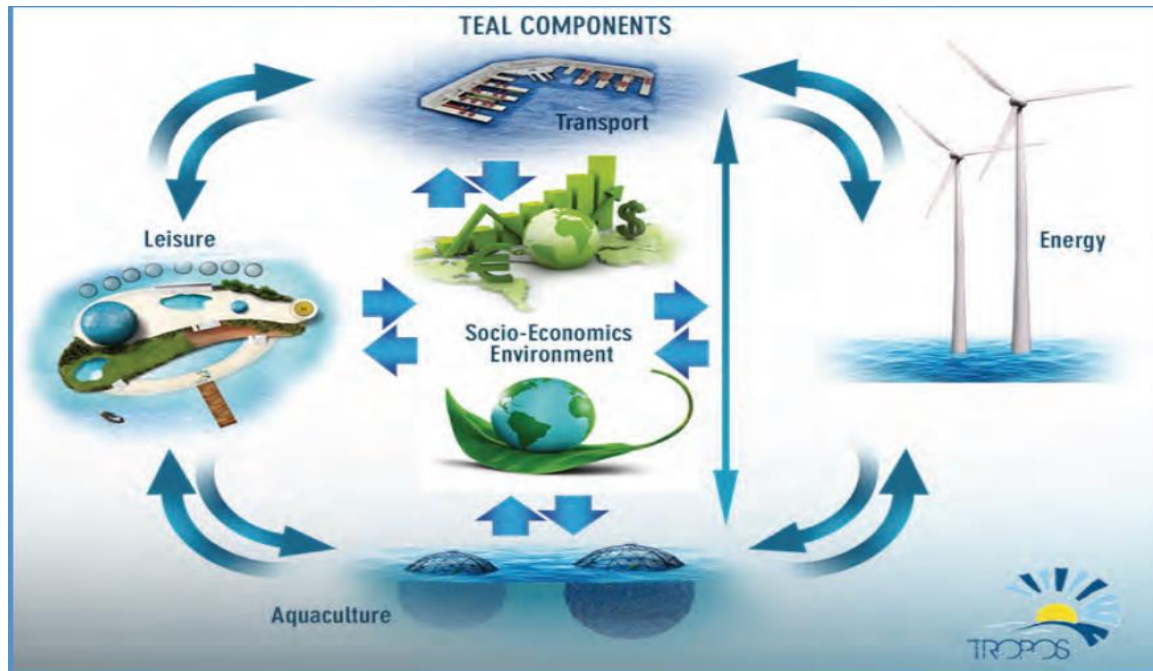 TEAL COMPONENTS
Transport
$
€
Leisure
Energy
Socio-Economics
Environment
Aquaculture
TROPOS